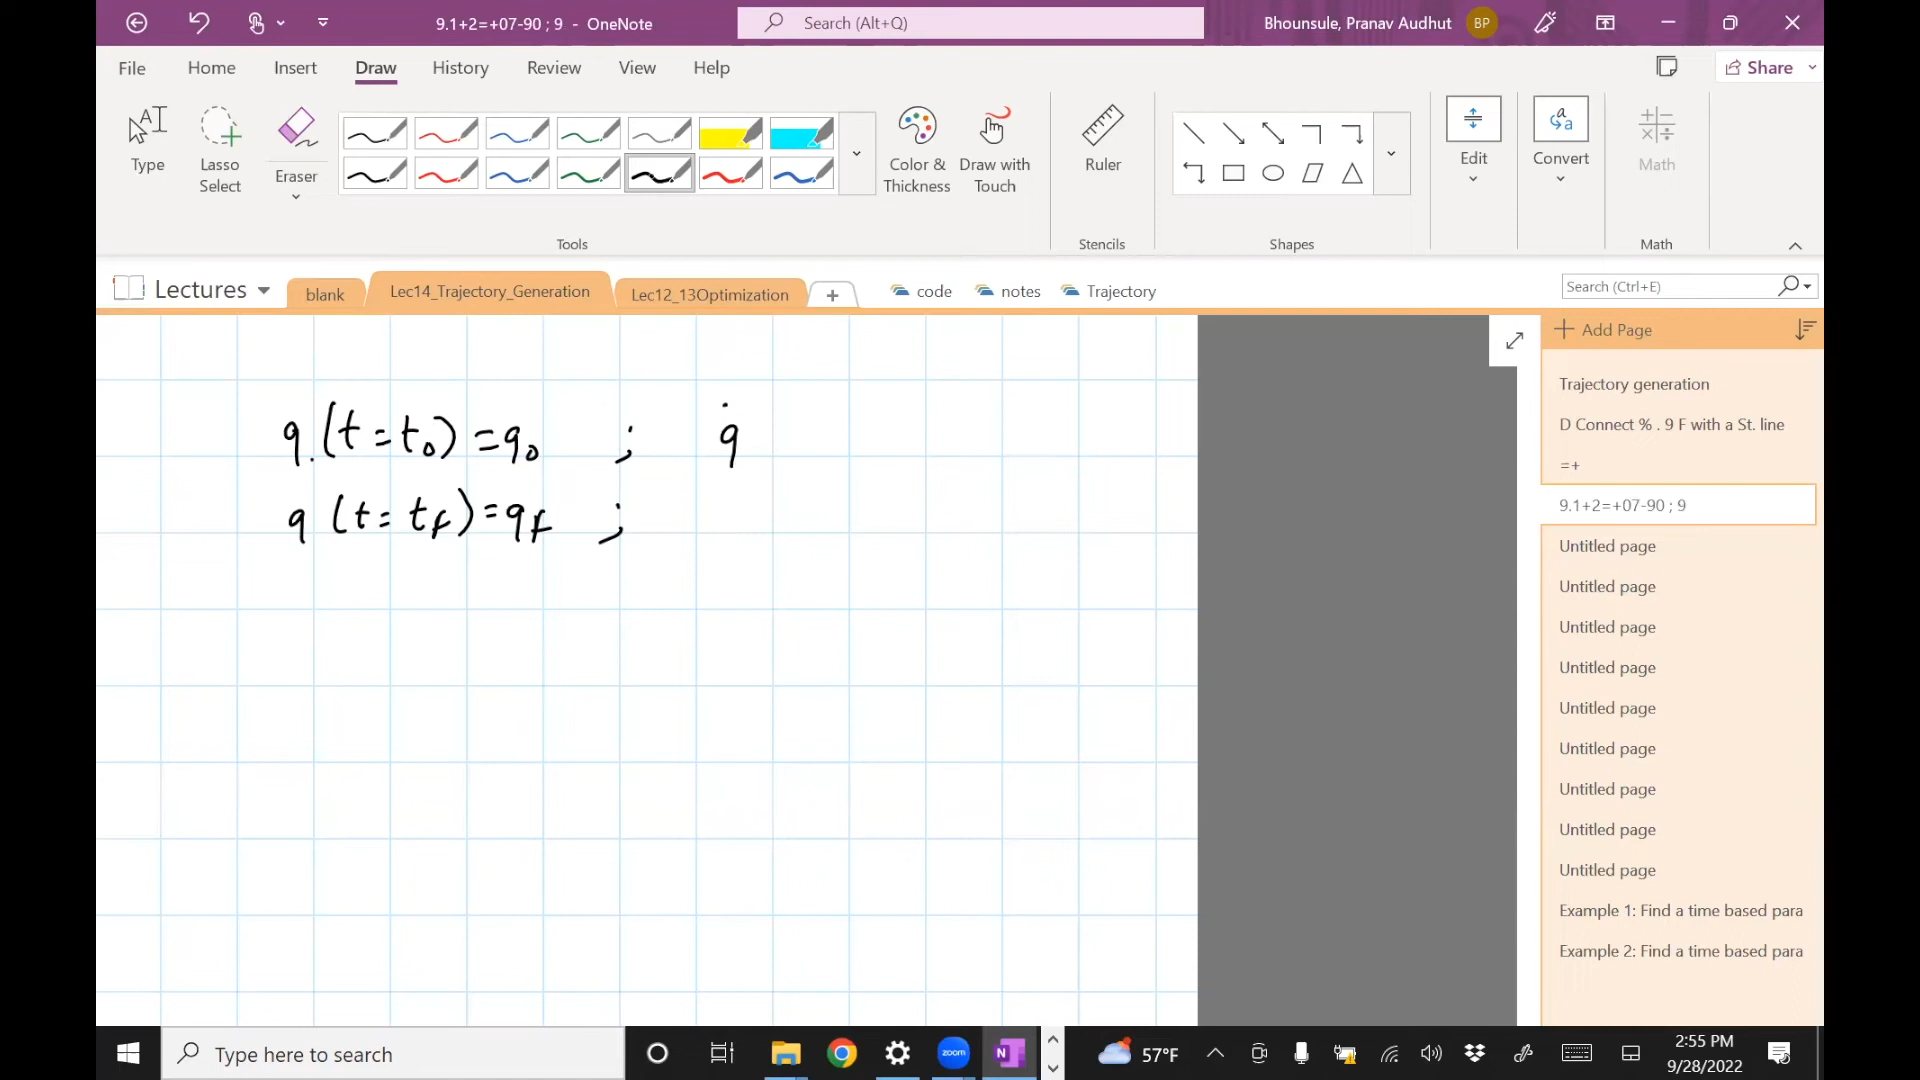 9.1+2=+07-90 ; 9 - OneNote
Search (Alt+Q)
Bhounsule, Pranav Audhut
BP
File Home Insert Draw History Review View Help
Share
Type
Lasso Select
Eraser
Color & Thickness
Draw with Touch
Ruler
Edit
Convert
Math
Tools
Stencils
Shapes
Math
Lectures
blank
Lec14_Trajectory_Generation
Lec12_13Optimization
code
notes
Trajectory
Search (Ctrl+E)
q(t=t₀)=q₀ ; q̇
q(t=t_f)=q_f ;
Add Page
Trajectory generation
D Connect % . 9 F with a St. line
=+
9.1+2=+07-90 ; 9
Untitled page
Untitled page
Untitled page
Untitled page
Untitled page
Untitled page
Untitled page
Untitled page
Untitled page
Example 1: Find a time based para
Example 2: Find a time based para
Type here to search
zoom
57°F
2:55 PM
9/28/2022